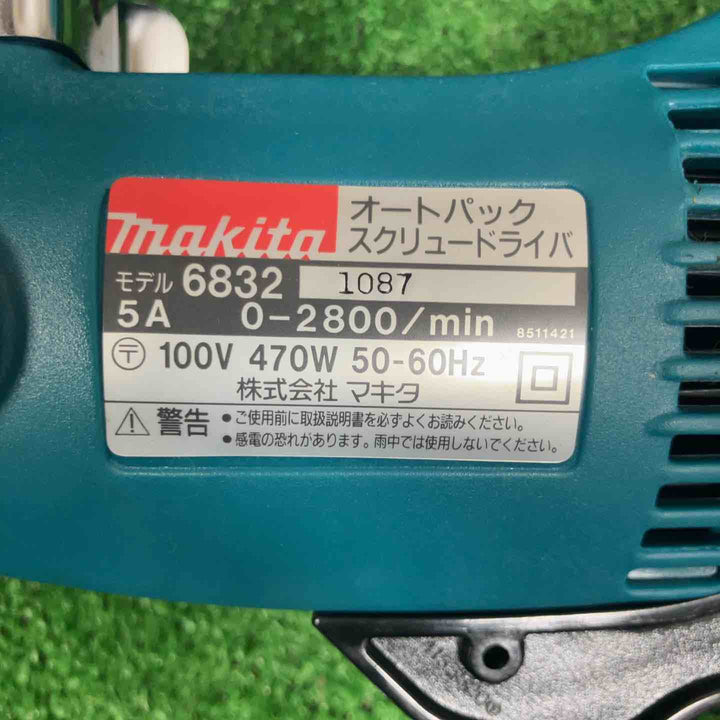 makita
オートパック
スクリュードライバ
モデル 6832 1087
5A 0-2800/min 8511421
〒 100V 470W 50-60Hz
株式会社 マキタ
警告 ●ご使用前に取扱説明書を必ずよくお読みください。
●感電の恐れがあります。雨中では使用しないでください。